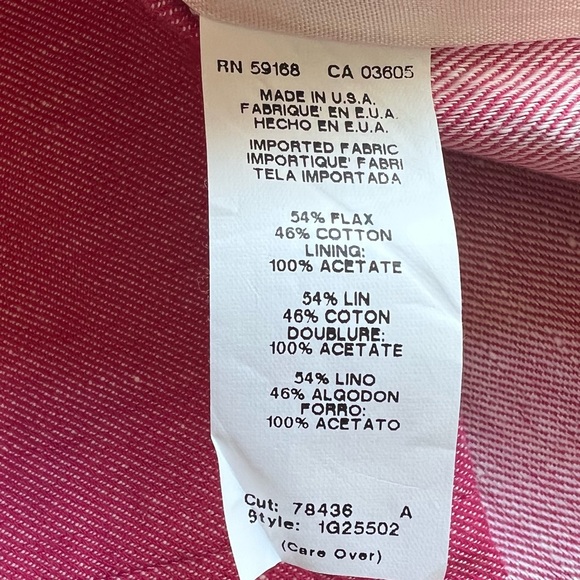 RN 59168 CA 03605
MADE IN U.S.A.
FABRIQUE' EN E.U.A.
HECHO EN E.U.A.
IMPORTED FABRIC
IMPORTIQUE' FABRI
TELA IMPORTADA
54% FLAX
46% COTTON
LINING:
100% ACETATE
54% LIN
46% COTON
DOUBLURE:
100% ACETATE
54% LINO
46% ALGODON
FORRO:
100% ACETATO
Cut: 78436 A
Style: 1G25502
(Care Over)